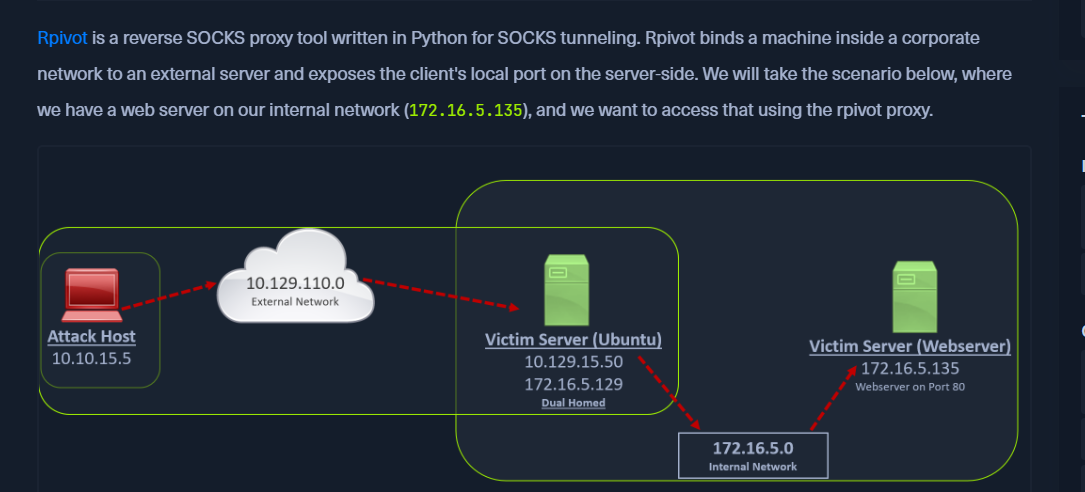 Rpivot is a reverse SOCKS proxy tool written in Python for SOCKS tunneling. Rpivot binds a machine inside a corporate
network to an external server and exposes the client's local port on the server-side. We will take the scenario below, where
we have a web server on our internal network (172.16.5.135), and we want to access that using the rpivot proxy.
Attack Host
10.10.15.5
10.129.110.0
External Network
Victim Server (Ubuntu)
10.129.15.50
172.16.5.129
Dual Homed
Victim Server (Webserver)
172.16.5.135
Webserver on Port 80
172.16.5.0
Internal Network